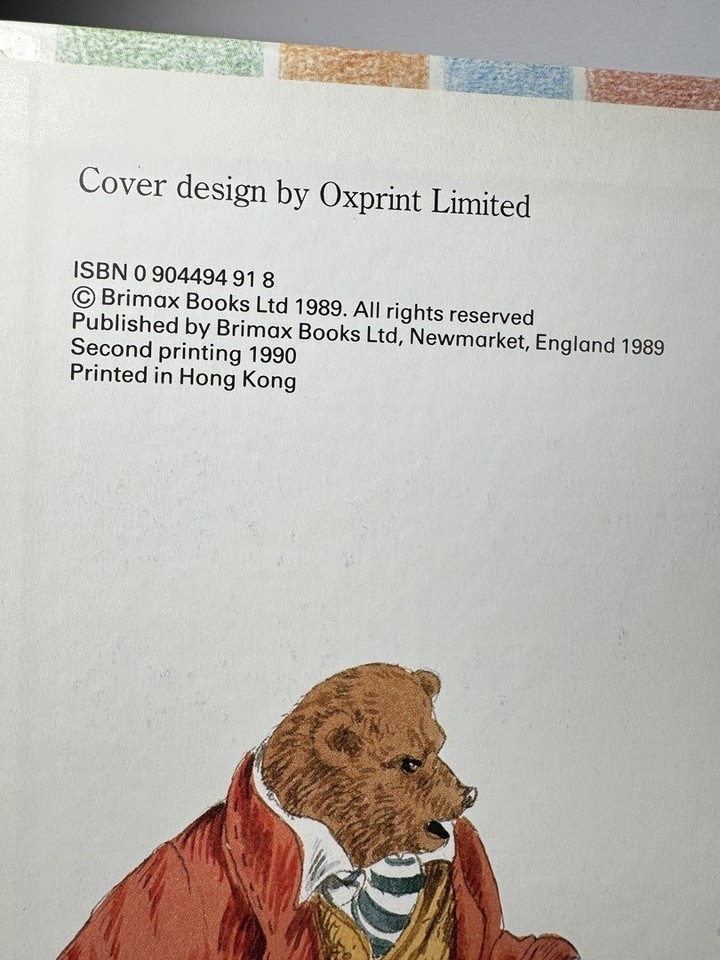 Cover design by Oxprint Limited
ISBN 0 904494 91 8
© Brimax Books Ltd 1989. All rights reserved
Published by Brimax Books Ltd, Newmarket, England 1989
Second printing 1990
Printed in Hong Kong